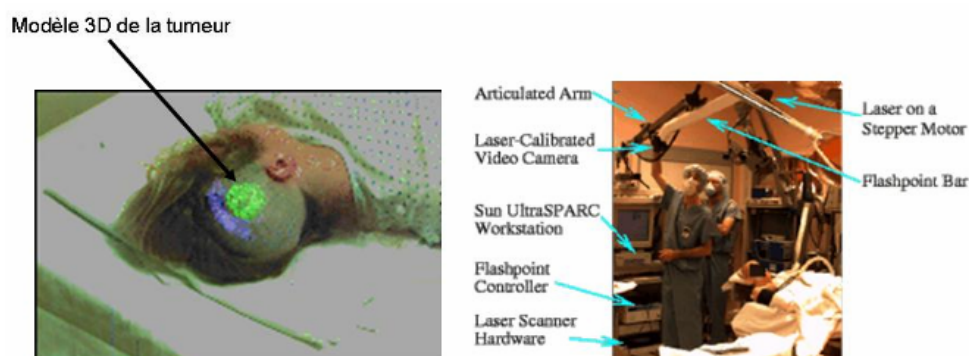 Modèle 3D de la tumeur
Articulated Arm
Laser-Calibrated
Video Camera
Sun UltraSPARC
Workstation
Flashpoint
Controller
Laser Scanner
Hardware
Laser on a
Stepper Motor
Flashpoint Bar